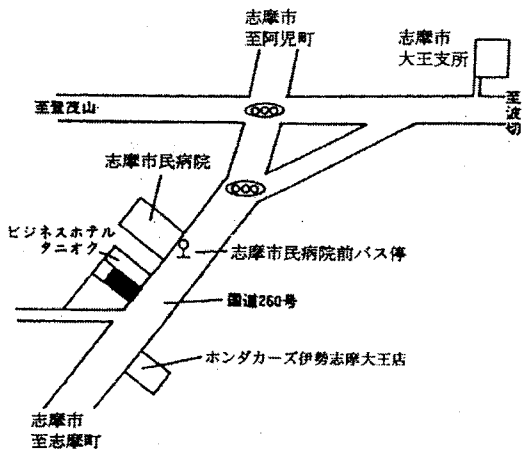 志摩市
至阿児町
志摩市
大王支所
至登茂山
至波切
志摩市民病院
ビジネスホテル
タニオク
志摩市民病院前バス停
国道260号
ホンダカーズ伊勢志摩大王店
志摩市
至志摩町